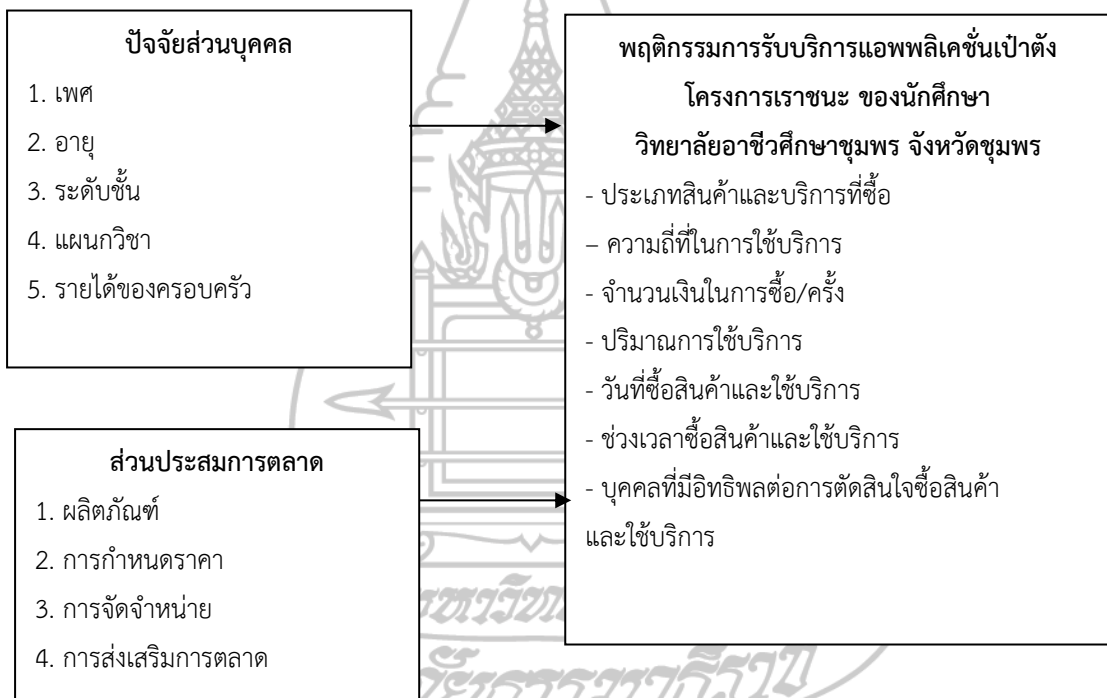 ปัจจัยส่วนบุคคล
1. เพศ
2. อายุ
3. ระดับชั้น
4. แผนกวิชา
5. รายได้ของครอบครัว
ส่วนประสมการตลาด
1. ผลิตภัณฑ์
2. การกำหนดราคา
3. การจัดจำหน่าย
4. การส่งเสริมการตลาด
พฤติกรรมการรับบริการแอพพลิเคชั่นเป๋าตัง
โครงการเราชนะ ของนักศึกษา
วิทยาลัยอาชีวศึกษาชุมพร จังหวัดชุมพร
- ประเภทสินค้าและบริการที่ซื้อ
– ความถี่ที่ในการใช้บริการ
- จำนวนเงินในการซื้อ/ครั้ง
- ปริมาณการใช้บริการ
- วันที่ซื้อสินค้าและใช้บริการ
- ช่วงเวลาซื้อสินค้าและใช้บริการ
- บุคคลที่มีอิทธิพลต่อการตัดสินใจซื้อสินค้า
และใช้บริการ